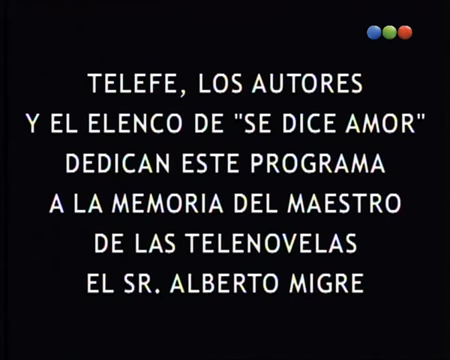 TELEFE, LOS AUTORES
Y EL ELENCO DE "SE DICE AMOR"
DEDICAN ESTE PROGRAMA
A LA MEMORIA DEL MAESTRO
DE LAS TELENOVELAS
EL SR. ALBERTO MIGRE